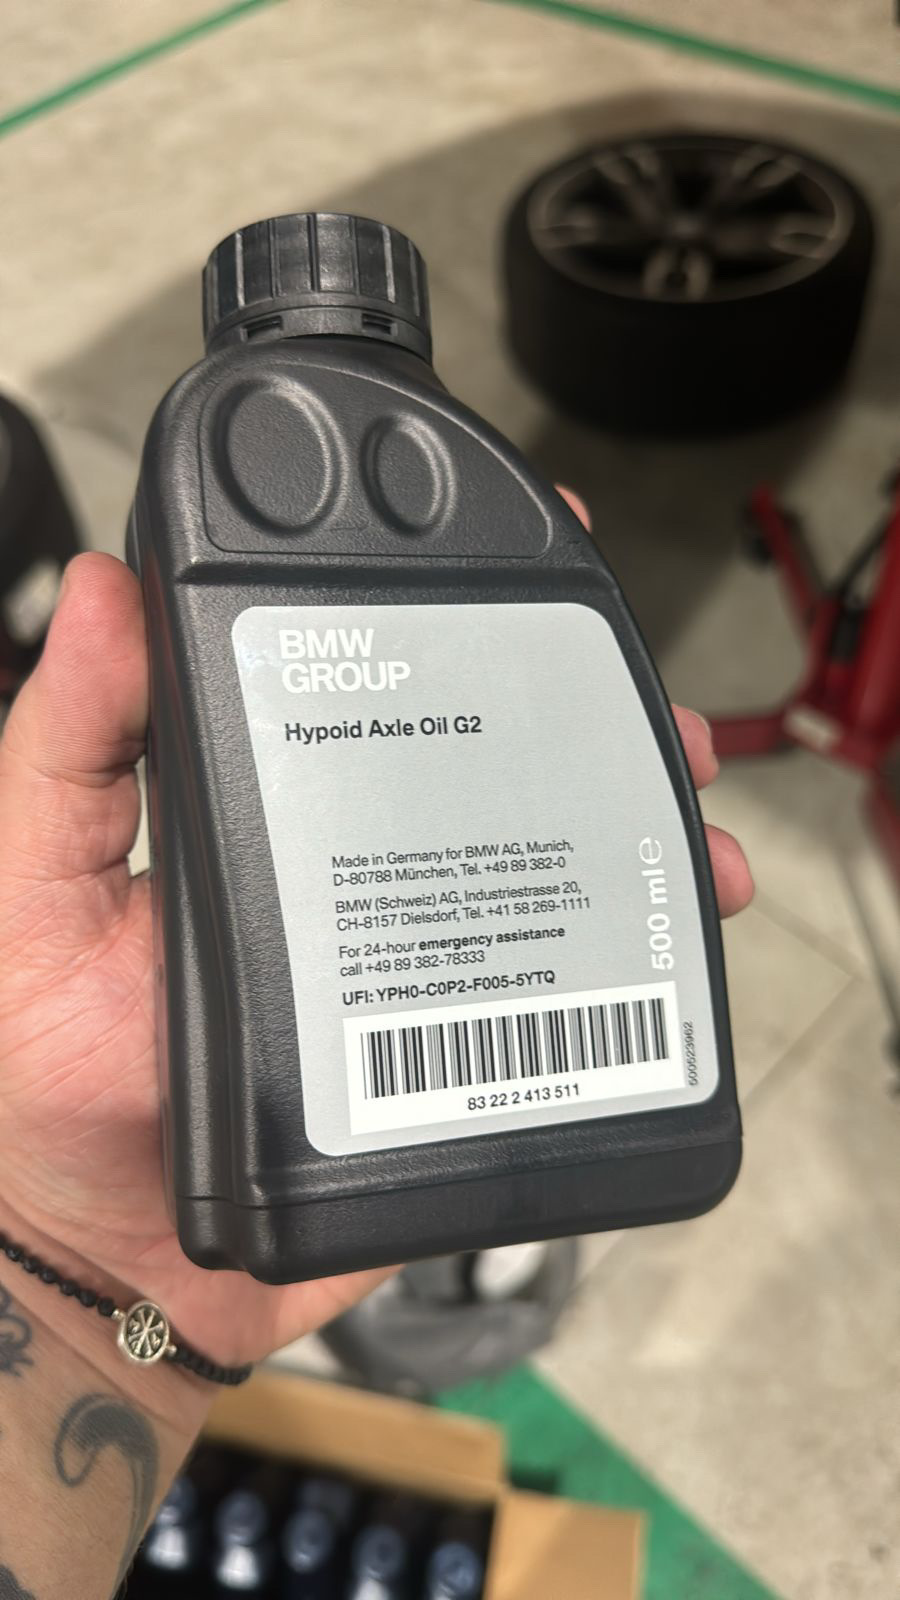 BMW
GROUP
Hypoid Axle Oil G2
Made in Germany for BMW AG, Munich,
D-80788 München, Tel. +49 89 382-0
BMW (Schweiz) AG, Industriestrasse 20,
CH-8157 Dielsdorf, Tel. +41 58 269-1111
For 24-hour emergency assistance
call +49 89 382-78333
UFI: YPH0-C0P2-F005-5YTQ
500 ml e
83 22 2 413 511
500523962